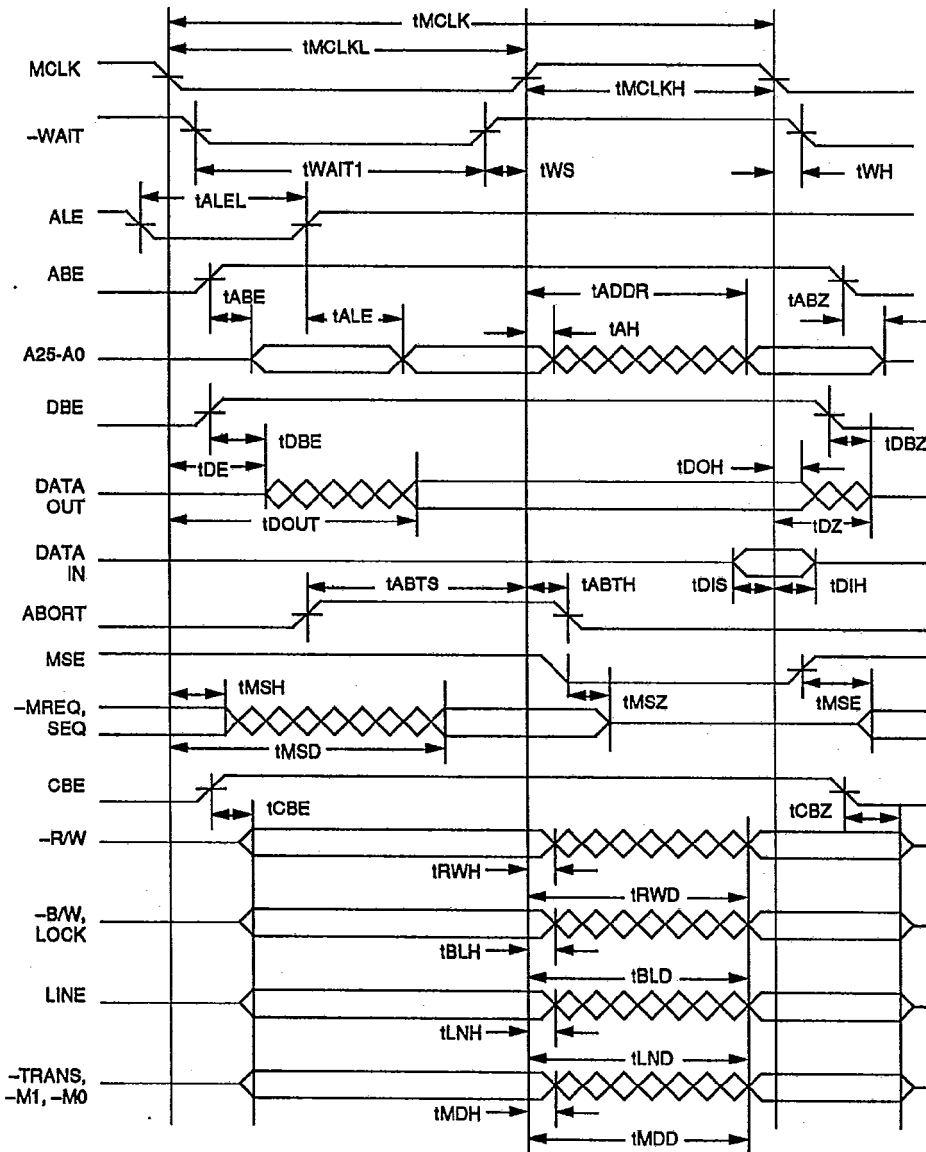 tMCLK
tMCLKL
MCLK
tMCLKH
-WAIT
tWAIT1
tWS
tWH
tALEL
ALE
ABE
tABE
tALE
tADDR
tABZ
tAH
A25-A0
DBE
tDBE
tDBZ
tDE
tDOH
DATA
OUT
tDOUT
tDZ
DATA
IN
tABTS
tABTH
tDIS
tDIH
ABORT
MSE
tMSH
tMSZ
tMSE
-MREQ,
SEQ
tMSD
CBE
tCBE
tCBZ
-R/W
tRWH
tRWD
-B/W,
LOCK
tBLH
tBLD
LINE
tLNH
tLND
-TRANS,
-M1, -M0
tMDH
tMDD